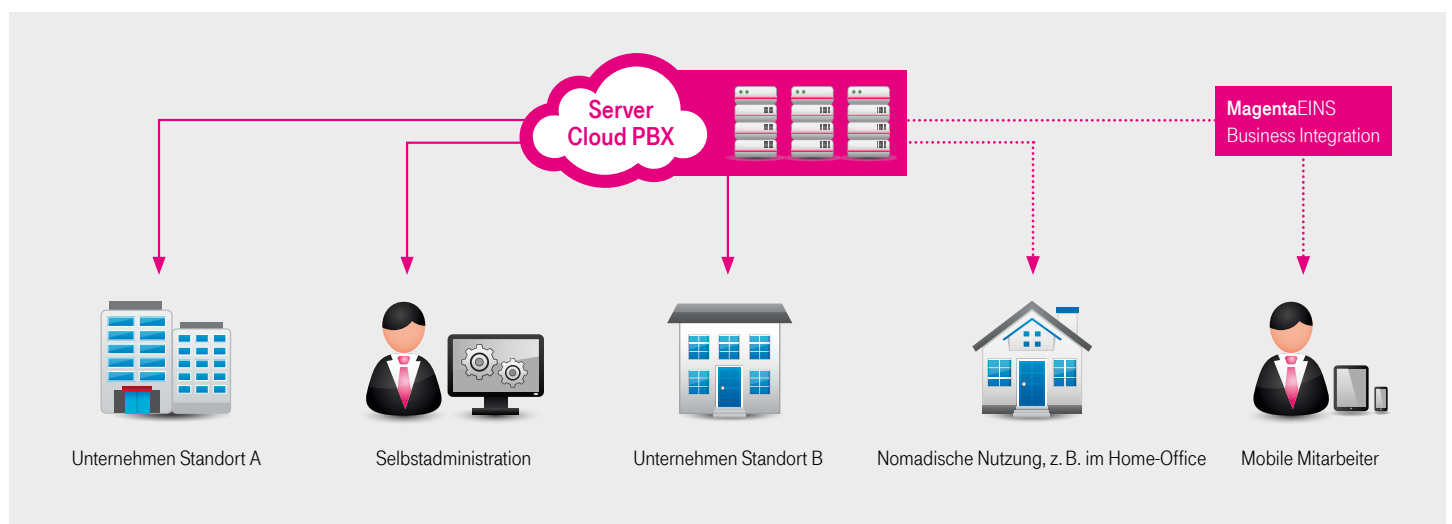 Server
Cloud PBX
MagentaEINS
Business Integration
Unternehmen Standort A
Selbstadministration
Unternehmen Standort B
Nomadische Nutzung, z. B. im Home-Office
Mobile Mitarbeiter